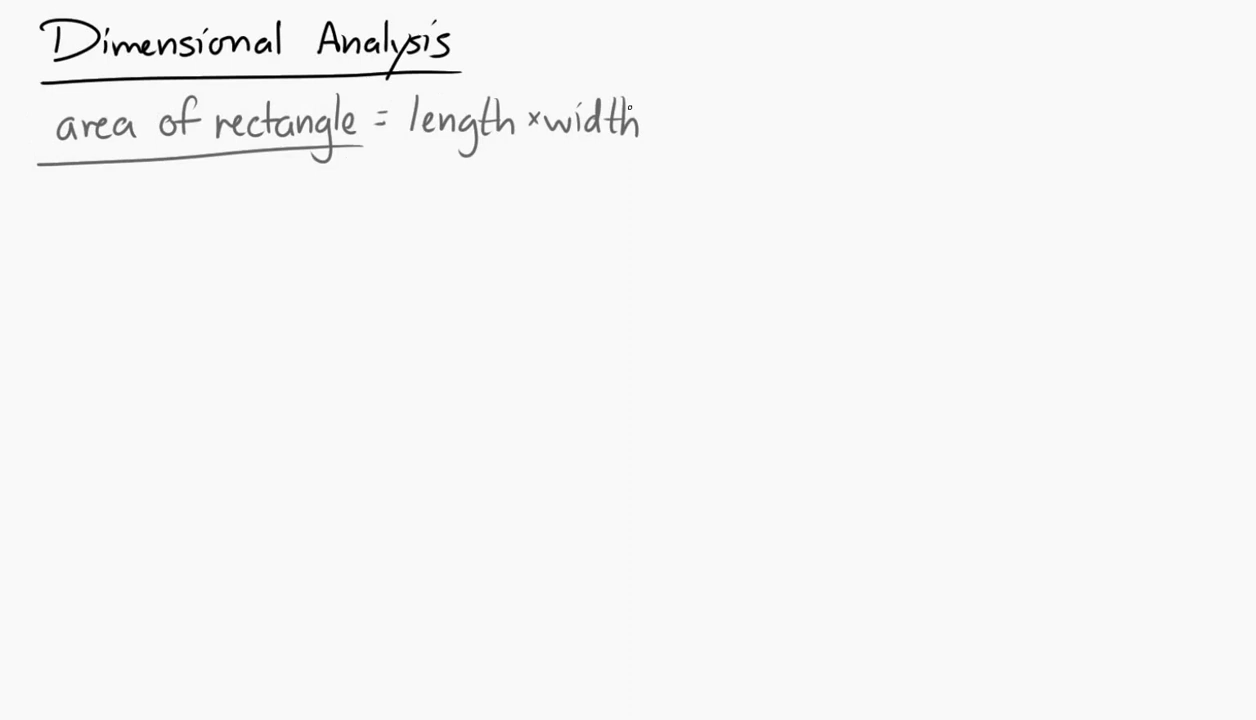 Dimensional Analysis
area of rectangle = length × width